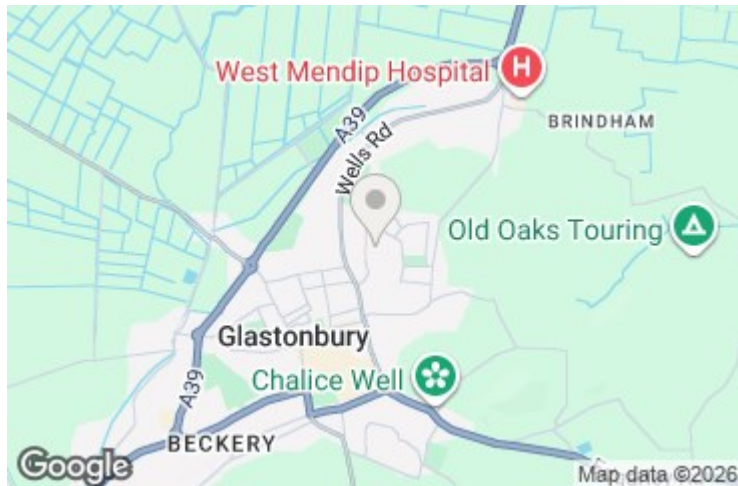 West Mendip Hospital
H
A39
BRINDHAM
Wells Rd
Old Oaks Touring
Glastonbury
Chalice Well
A39
BECKERY
Google
Map data ©2026